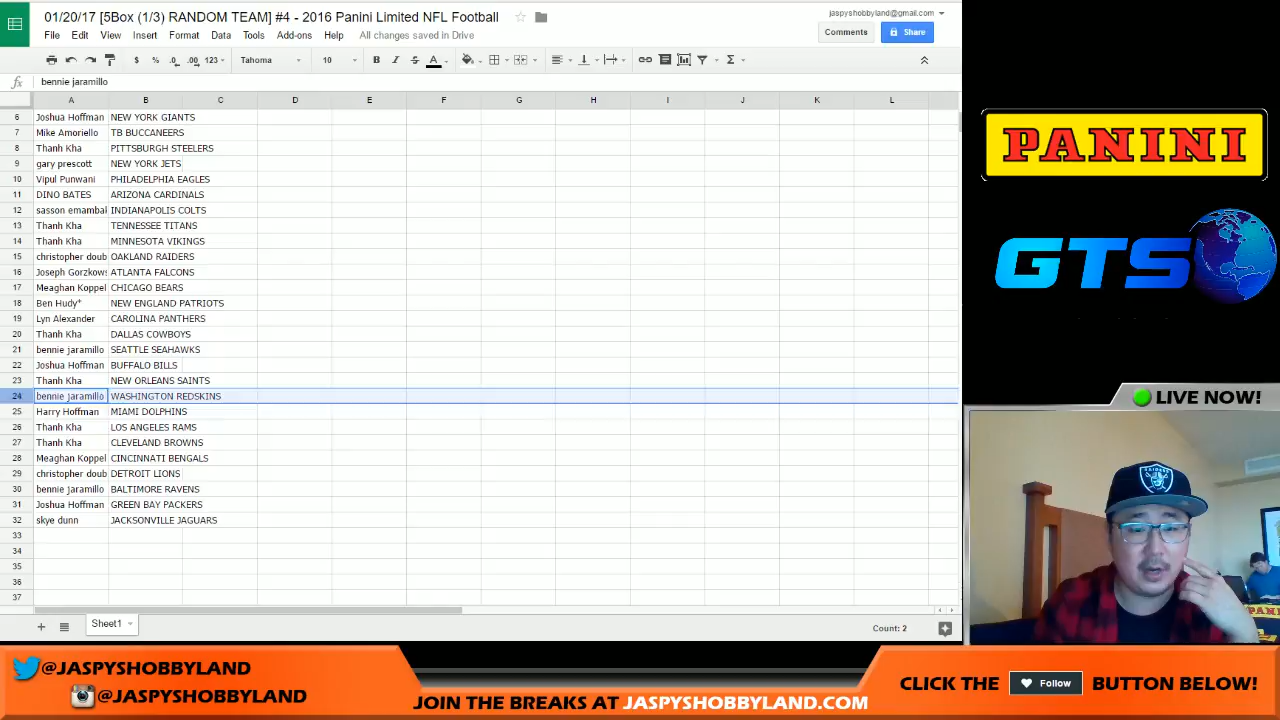 01/20/17 [5Box (1/3) RANDOM TEAM] #4 - 2016 Panini Limited NFL Football
jaspyshobbyland@gmail.com
File Edit View Insert Format Data Tools Add-ons Help All changes saved in Drive
Comments Share
$ % .0 .00 123 Tahoma 10 B I S A Σ
fx bennie jaramillo
A B C D E F G H I J K L
6 Joshua Hoffman NEW YORK GIANTS
7 Mike Amoriello TB BUCCANEERS
8 Thanh Kha PITTSBURGH STEELERS
9 gary prescott NEW YORK JETS
10 Vipul Punwani PHILADELPHIA EAGLES
11 DINO BATES ARIZONA CARDINALS
12 sasson emambak INDIANAPOLIS COLTS
13 Thanh Kha TENNESSEE TITANS
14 Thanh Kha MINNESOTA VIKINGS
15 christopher doub OAKLAND RAIDERS
16 Joseph Gorzkows ATLANTA FALCONS
17 Meaghan Koppel CHICAGO BEARS
18 Ben Hudy* NEW ENGLAND PATRIOTS
19 Lyn Alexander CAROLINA PANTHERS
20 Thanh Kha DALLAS COWBOYS
21 bennie jaramillo SEATTLE SEAHAWKS
22 Joshua Hoffman BUFFALO BILLS
23 Thanh Kha NEW ORLEANS SAINTS
24 bennie jaramillo WASHINGTON REDSKINS
25 Harry Hoffman MIAMI DOLPHINS
26 Thanh Kha LOS ANGELES RAMS
27 Thanh Kha CLEVELAND BROWNS
28 Meaghan Koppel CINCINNATI BENGALS
29 christopher doub DETROIT LIONS
30 bennie jaramillo BALTIMORE RAVENS
31 Joshua Hoffman GREEN BAY PACKERS
32 skye dunn JACKSONVILLE JAGUARS
33
34
35
36
37
Sheet1
Count: 2
PANINI
GTS
LIVE NOW!
RAIDERS
@JASPYSHOBBYLAND
@JASPYSHOBBYLAND
JOIN THE BREAKS AT JASPYSHOBBYLAND.COM
CLICK THE Follow BUTTON BELOW!